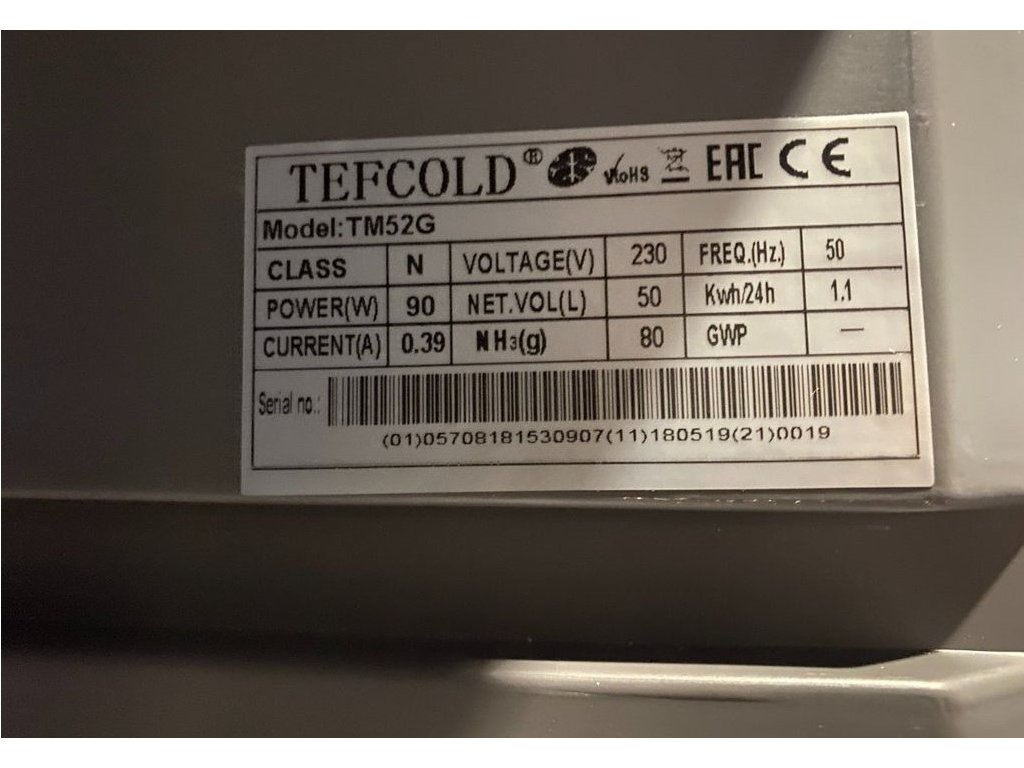 TEFCOLD® RoHS EAC CE
Model:TM52G
CLASS N VOLTAGE(V) 230 FREQ.(Hz.) 50
POWER(W) 90 NET.VOL(L) 50 Kwh/24h 1.1
CURRENT(A) 0.39 NH3(g) 80 GWP —
Serial no.:
(01)05708181530907(11)180519(21)0019